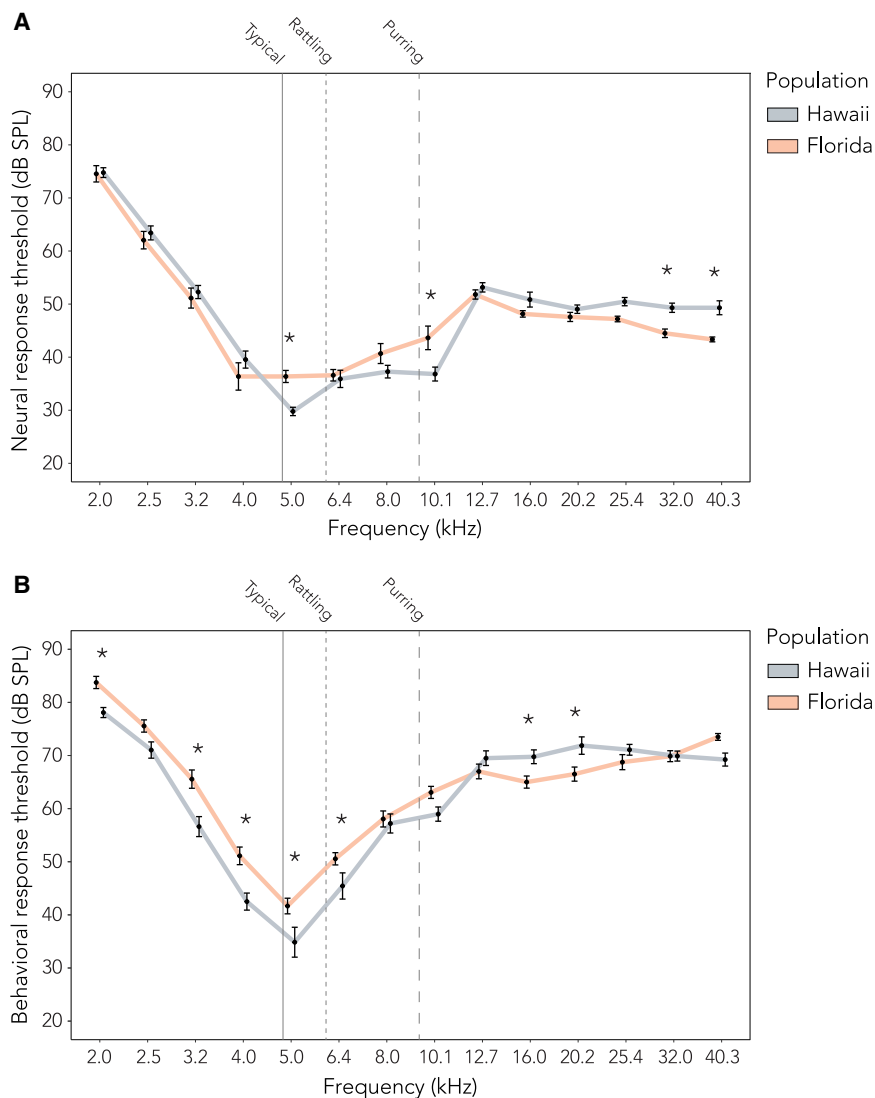 A
Typical
Rattling
Purring
Population
Hawaii
Florida
Neural response threshold (dB SPL)
90
80
70
60
50
40
30
20
* * * *
2.0 2.5 3.2 4.0 5.0 6.4 8.0 10.1 12.7 16.0 20.2 25.4 32.0 40.3
Frequency (kHz)
B
Typical
Rattling
Purring
Population
Hawaii
Florida
Behavioral response threshold (dB SPL)
90
80
70
60
50
40
30
20
* * * * * * *
2.0 2.5 3.2 4.0 5.0 6.4 8.0 10.1 12.7 16.0 20.2 25.4 32.0 40.3
Frequency (kHz)